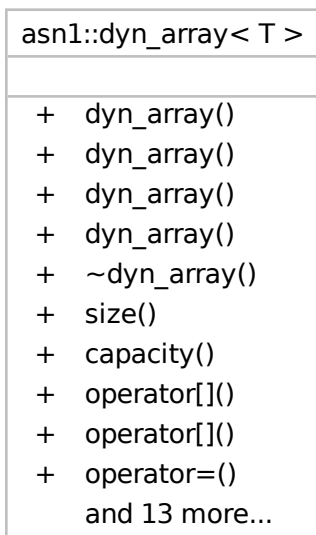 asn1::dyn_array< T >
+ dyn_array()
+ dyn_array()
+ dyn_array()
+ dyn_array()
+ ~dyn_array()
+ size()
+ capacity()
+ operator[]()
+ operator[]()
+ operator=()
and 13 more...